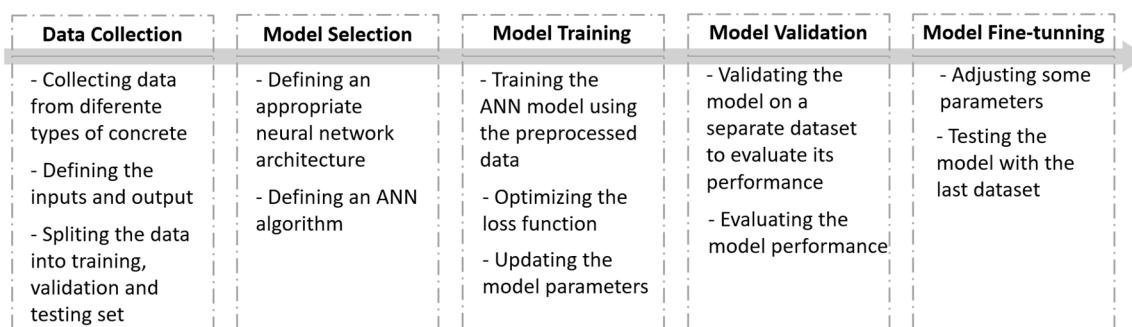 Data Collection
- Collecting data
from diferente
types of concrete
- Defining the
inputs and output
- Spliting the data
into training,
validation and
testing set
Model Selection
- Defining an
appropriate
neural network
architecture
- Defining an ANN
algorithm
Model Training
- Training the
ANN model using
the preprocessed
data
- Optimizing the
loss function
- Updating the
model parameters
Model Validation
- Validating the
model on a
separate dataset
to evaluate its
performance
- Evaluating the
model performance
Model Fine-tunning
- Adjusting some
parameters
- Testing the
model with the
last dataset